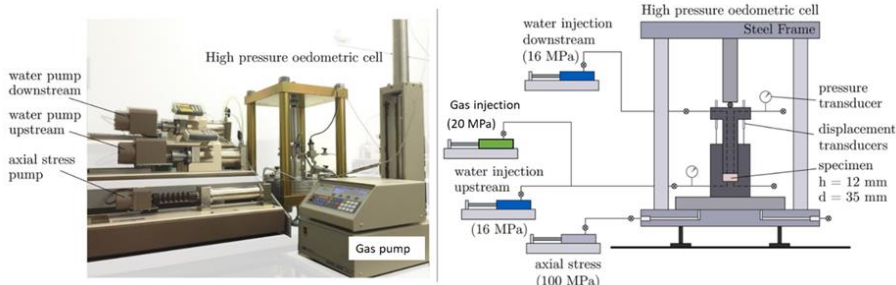 water pump
downstream
water pump
upstream
axial stress
pump
High pressure oedometric cell
Gas pump
High pressure oedometric cell
Steel Frame
water injection
downstream
(16 MPa)
Gas injection
(20 MPa)
water injection
upstream
(16 MPa)
axial stress
(100 MPa)
pressure
transducer
displacement
transducers
specimen
h = 12 mm
d = 35 mm